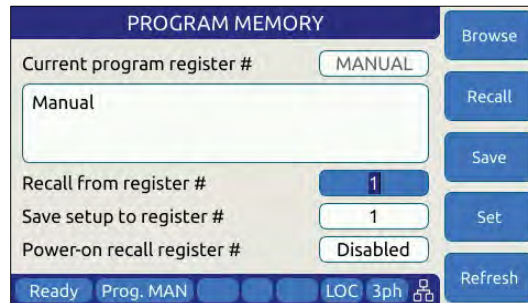 PROGRAM MEMORY
Current program register # MANUAL
Manual
Recall from register # 1
Save setup to register # 1
Power-on recall register # Disabled
Ready Prog. MAN LOC 3ph
Browse
Recall
Save
Set
Refresh